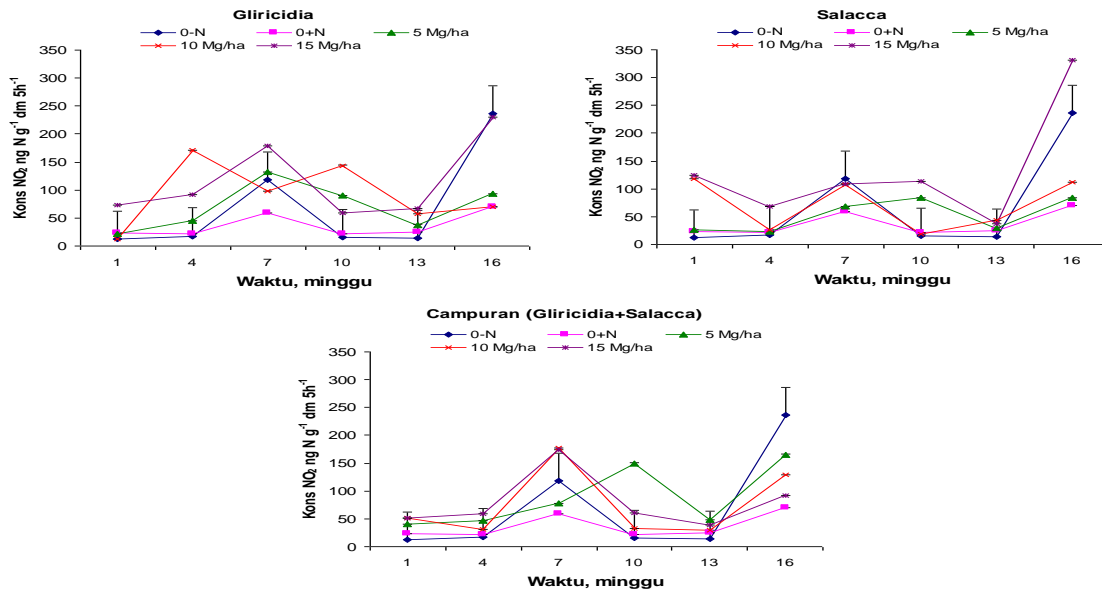 Gliricidia
0-N 0+N 5 Mg/ha
10 Mg/ha 15 Mg/ha
Kons NO₂ ng N g⁻¹ dm 5h⁻¹
350
300
250
200
150
100
50
0
1 4 7 10 13 16
Waktu, minggu
Salacca
0-N 0+N 5 Mg/ha
10 Mg/ha 15 Mg/ha
Kons NO₂ ng N g⁻¹ dm 5h⁻¹
350
300
250
200
150
100
50
0
1 4 7 10 13 16
Waktu, minggu
Campuran (Gliricidia+Salacca)
0-N 0+N 5 Mg/ha
10 Mg/ha 15 Mg/ha
Kons NO₂ ng N g⁻¹ dm 5h⁻¹
350
300
250
200
150
100
50
0
1 4 7 10 13 16
Waktu, minggu